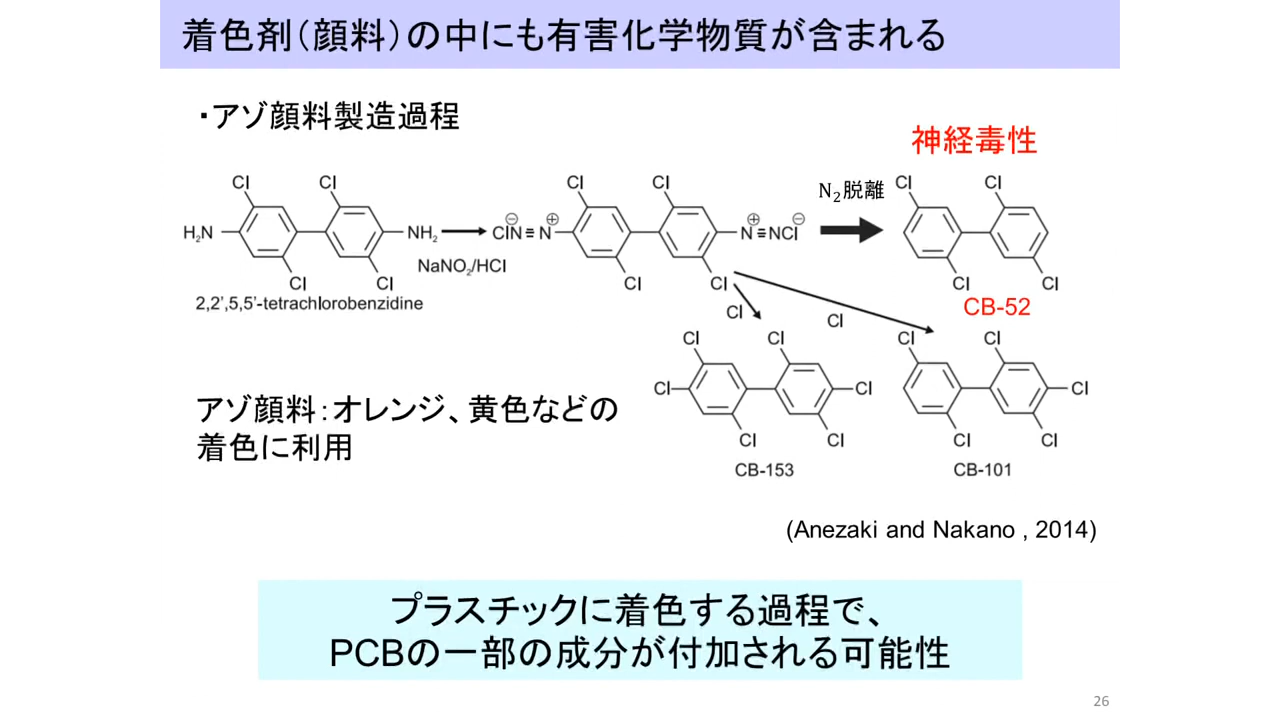 着色剤（顔料）の中にも有害化学物質が含まれる
・アゾ顔料製造過程
神経毒性
Cl Cl Cl Cl N₂脱離 Cl Cl
H₂N NH₂ ClN≡N N≡NCl
⊖ ⊕ ⊕ ⊖
NaNO₂/HCl
Cl Cl Cl Cl Cl Cl
2,2',5,5'-tetrachlorobenzidine
CB-52
Cl Cl
Cl Cl Cl Cl
Cl Cl Cl
アゾ顔料：オレンジ、黄色などの
着色に利用
Cl Cl Cl Cl
CB-153 CB-101
(Anezaki and Nakano , 2014)
プラスチックに着色する過程で、
PCBの一部の成分が付加される可能性
26